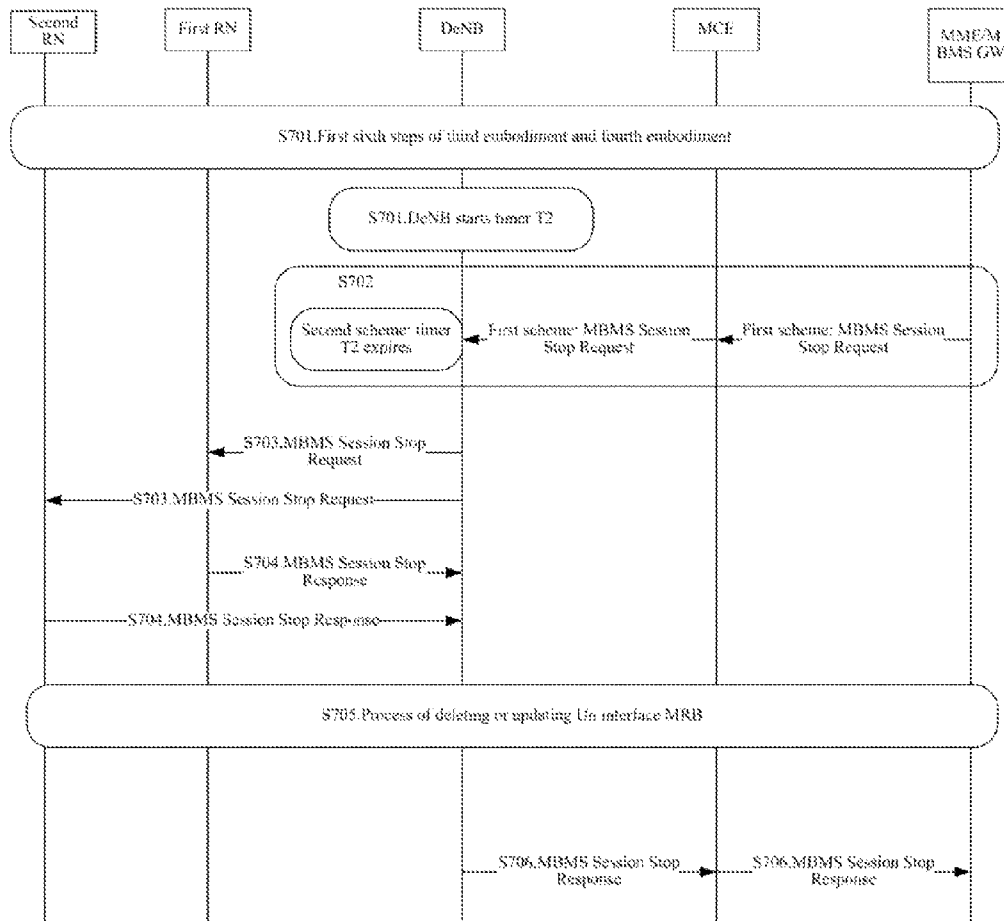 Second
RN
First RN
DeNB
MCE
MME/M
BMS GW
S701.First sixth steps of third embodiment and fourth embodiment
S701.DeNB starts timer T2
S702
Second scheme: timer
T2 expires
First scheme: MBMS Session
Stop Request
First scheme: MBMS Session
Stop Request
S703.MBMS Session Stop
Request
S703.MBMS Session Stop Request
S704.MBMS Session Stop
Response
S704.MBMS Session Stop Response
S705.Process of deleting or updating Un interface MRB
S706.MBMS Session Stop
Response
S706.MBMS Session Stop
Response